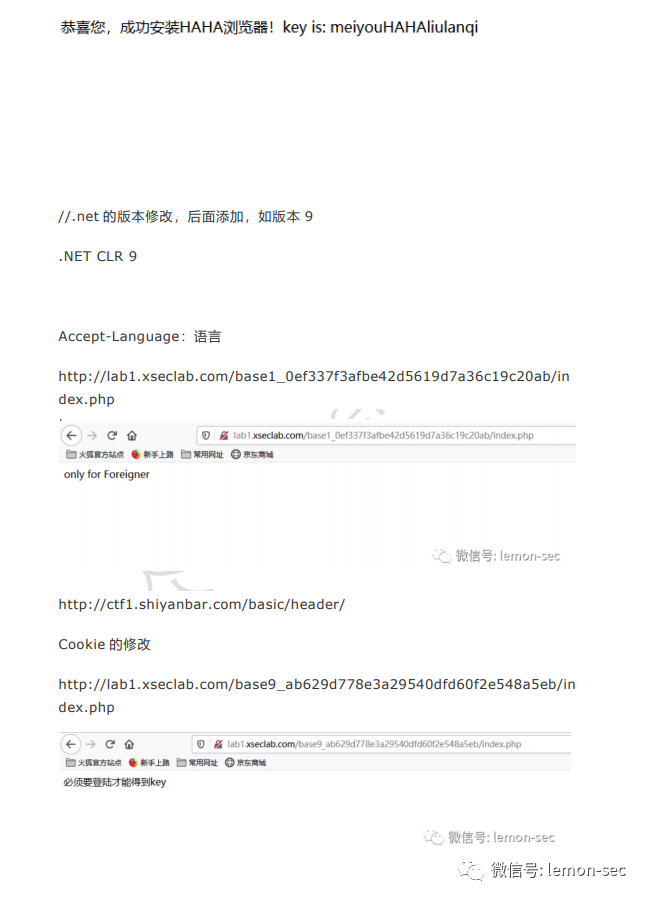 恭喜您，成功安装HAHA浏览器！key is: meiyouHAHAliulanqi
//.net 的版本修改，后面添加，如版本 9
.NET CLR 9
Accept-Language：语言
http://lab1.xseclab.com/base1_0ef337f3afbe42d5619d7a36c19c20ab/in
dex.php
lab1.xseclab.com/base1_0ef337f3afbe42d5619d7a36c19c20ab/index.php
火狐官方站点 新手上路 常用网址 京东商城
only for Foreigner
微信号: lemon-sec
http://ctf1.shiyanbar.com/basic/header/
Cookie 的修改
http://lab1.xseclab.com/base9_ab629d778e3a29540dfd60f2e548a5eb/in
dex.php
lab1.xseclab.com/base9_ab629d778e3a29540dfd60f2e548a5eb/index.php
火狐官方站点 新手上路 常用网址 京东商城
必须要登陆才能得到key
微信号: lemon-sec
微信号: lemon-sec